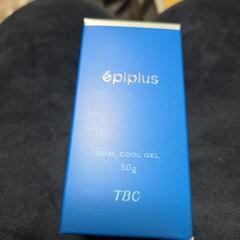 épiplus
DUAL COOL GEL
50g
TBC